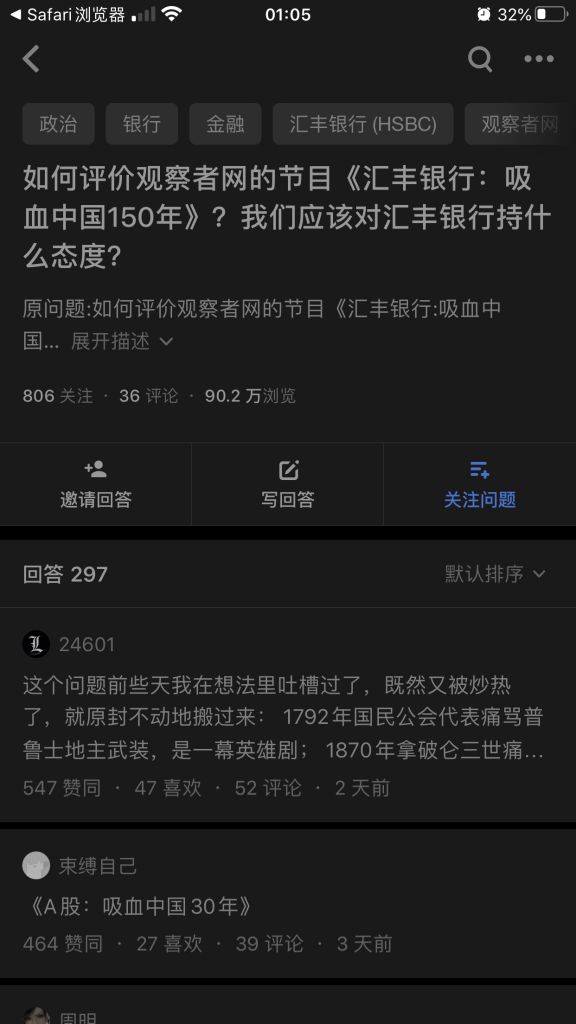 ◀ Safari浏览器
01:05
32%
政治
银行
金融
汇丰银行 (HSBC)
观察者网
如何评价观察者网的节目《汇丰银行：吸
血中国150年》？我们应该对汇丰银行持什
么态度?
原问题:如何评价观察者网的节目《汇丰银行:吸血中
国... 展开描述
806 关注 · 36 评论 · 90.2 万浏览
邀请回答
写回答
关注问题
回答 297
默认排序
24601
这个问题前些天我在想法里吐槽过了，既然又被炒热
了，就原封不动地搬过来： 1792年国民公会代表痛骂普
鲁士地主武装，是一幕英雄剧； 1870年拿破仑三世痛...
547 赞同 · 47 喜欢 · 52 评论 · 2 天前
束缚自己
《A股：吸血中国30年》
464 赞同 · 27 喜欢 · 39 评论 · 3 天前